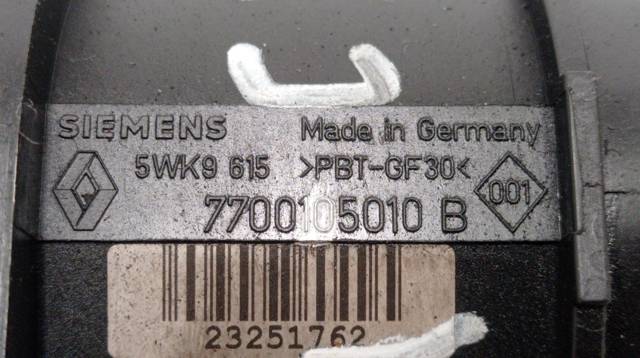 SIEMENS Made in Germany
5WK9 615 >PBT-GF30<
001
7700105010 B
23251762